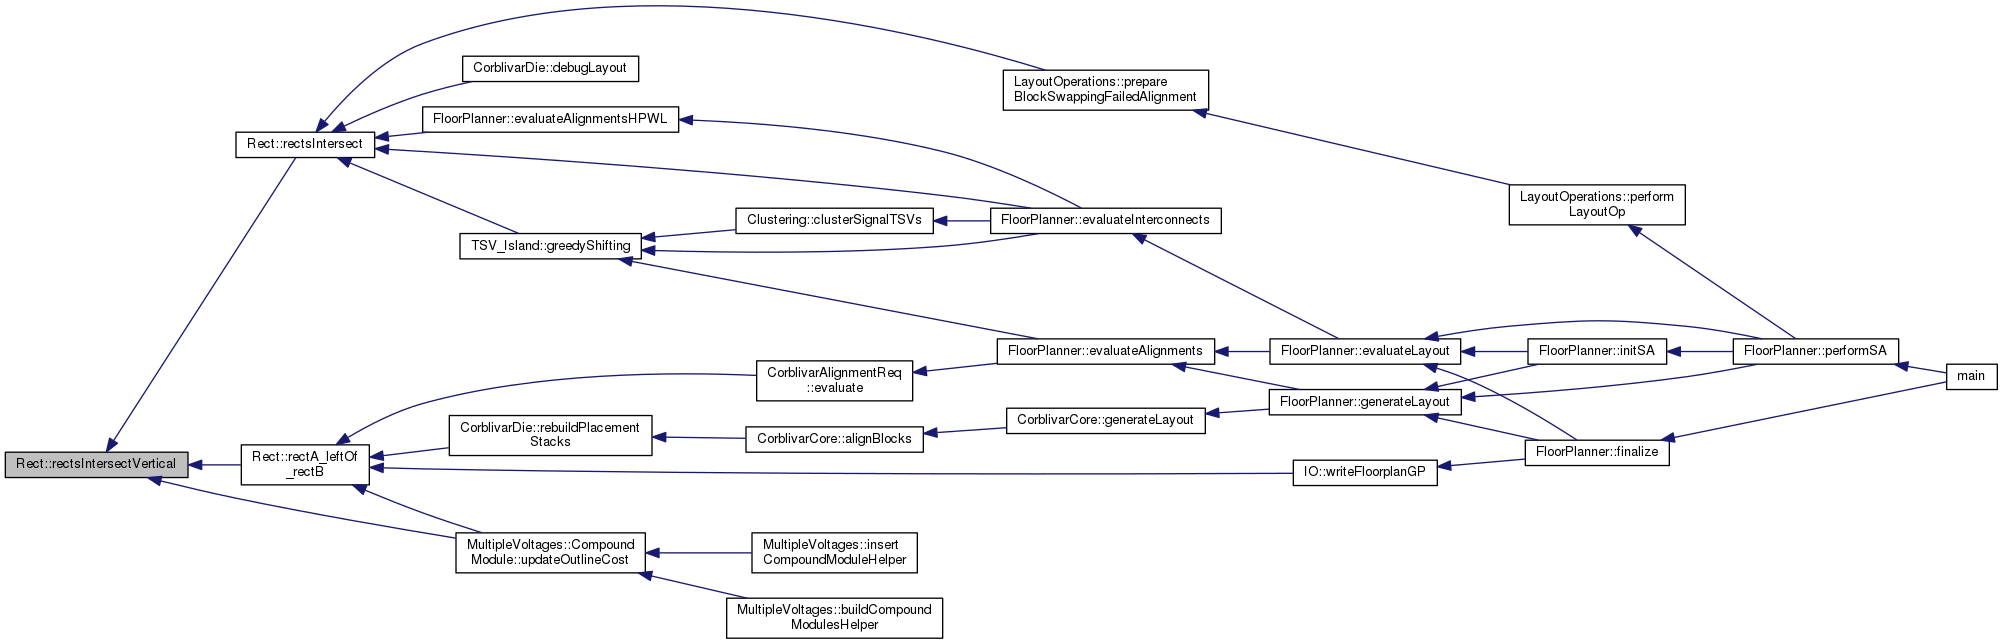 CorblivarDie::debugLayout
LayoutOperations::prepare
BlockSwappingFailedAlignment
FloorPlanner::evaluateAlignmentsHPWL
Rect::rectsIntersect
LayoutOperations::perform
LayoutOp
Clustering::clusterSignalTSVs
FloorPlanner::evaluateInterconnects
TSV_Island::greedyShifting
FloorPlanner::evaluateAlignments
FloorPlanner::evaluateLayout
FloorPlanner::initSA
FloorPlanner::performSA
main
CorblivarAlignmentReq
::evaluate
FloorPlanner::generateLayout
CorblivarDie::rebuildPlacement
Stacks
CorblivarCore::alignBlocks
CorblivarCore::generateLayout
Rect::rectsIntersectVertical
Rect::rectA_leftOf
_rectB
IO::writeFloorplanGP
FloorPlanner::finalize
MultipleVoltages::Compound
Module::updateOutlineCost
MultipleVoltages::insert
CompoundModuleHelper
MultipleVoltages::buildCompound
ModulesHelper